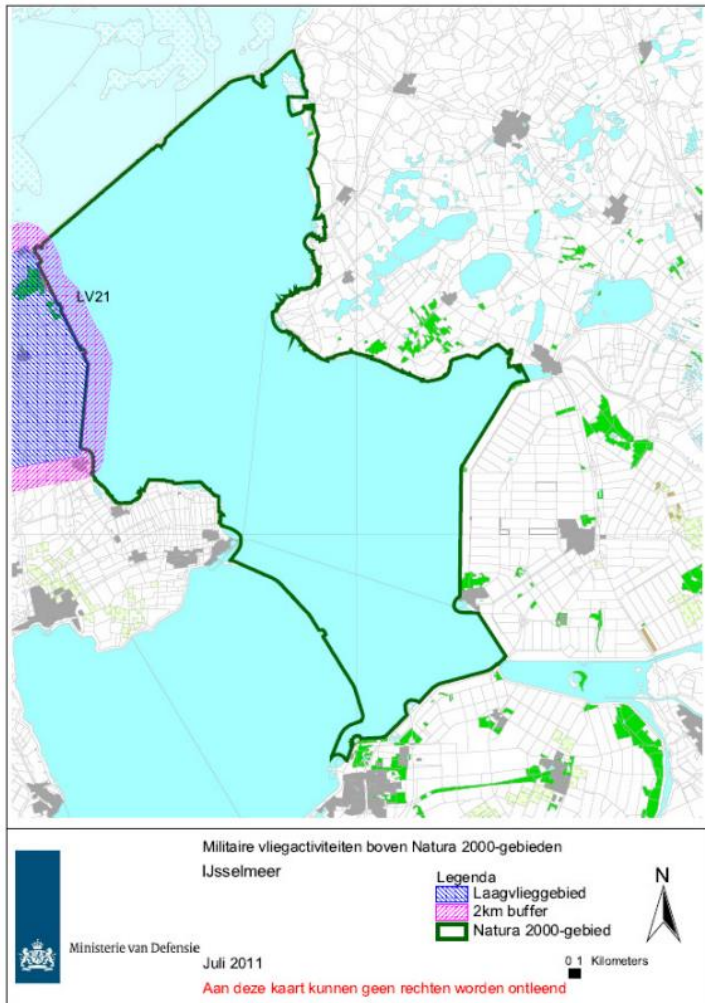 LV21
Militaire vliegactiviteiten boven Natura 2000-gebieden
IJsselmeer
Legenda
Laagvlieggebied
2km buffer
Natura 2000-gebied
N
Ministerie van Defensie
Juli 2011
0 1 Kilometers
Aan deze kaart kunnen geen rechten worden ontleend